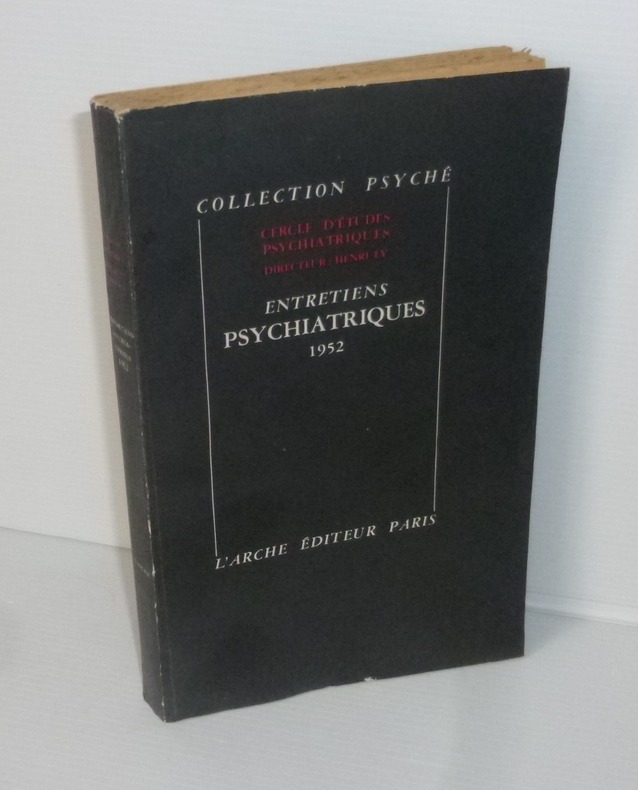 COLLECTION PSYCHÉ
CERCLE D'ÉTUDES
PSYCHIATRIQUES
DIRECTEUR : HENRI EY
ENTRETIENS
PSYCHIATRIQUES
1952
L'ARCHE ÉDITEUR PARIS